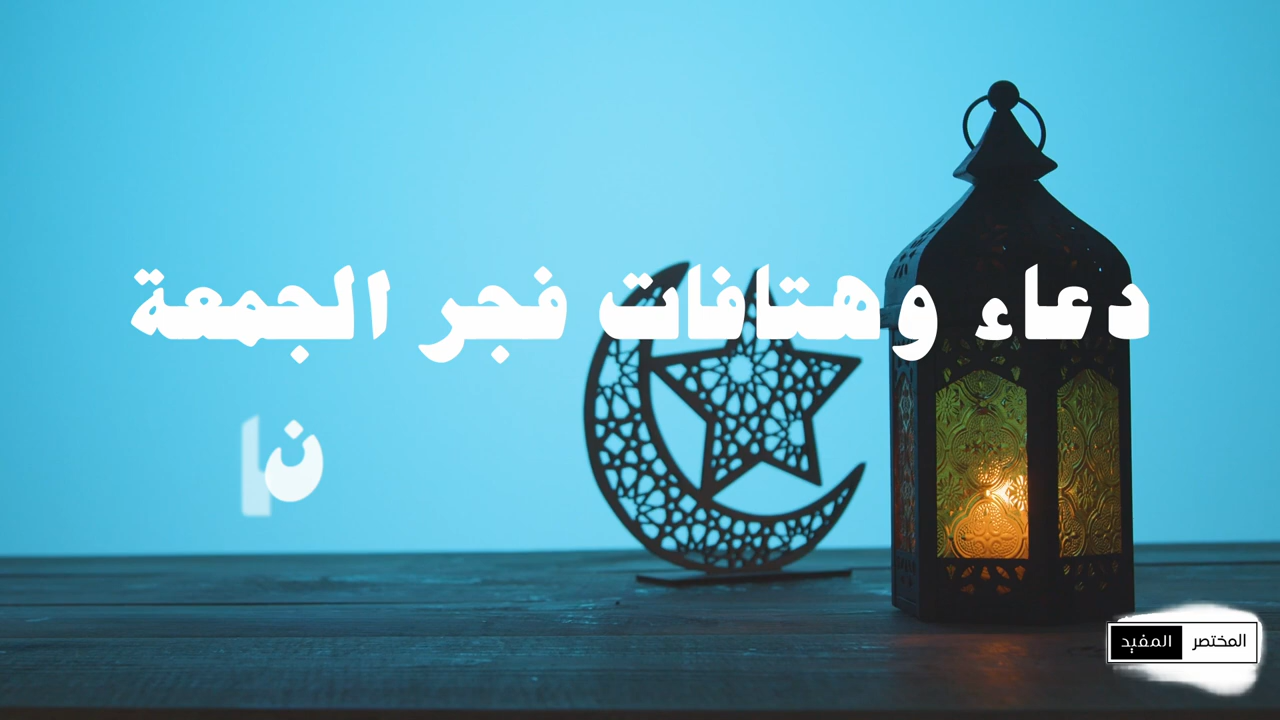 دعاء وهتافات فجر الجمعة
المختصر المفيد